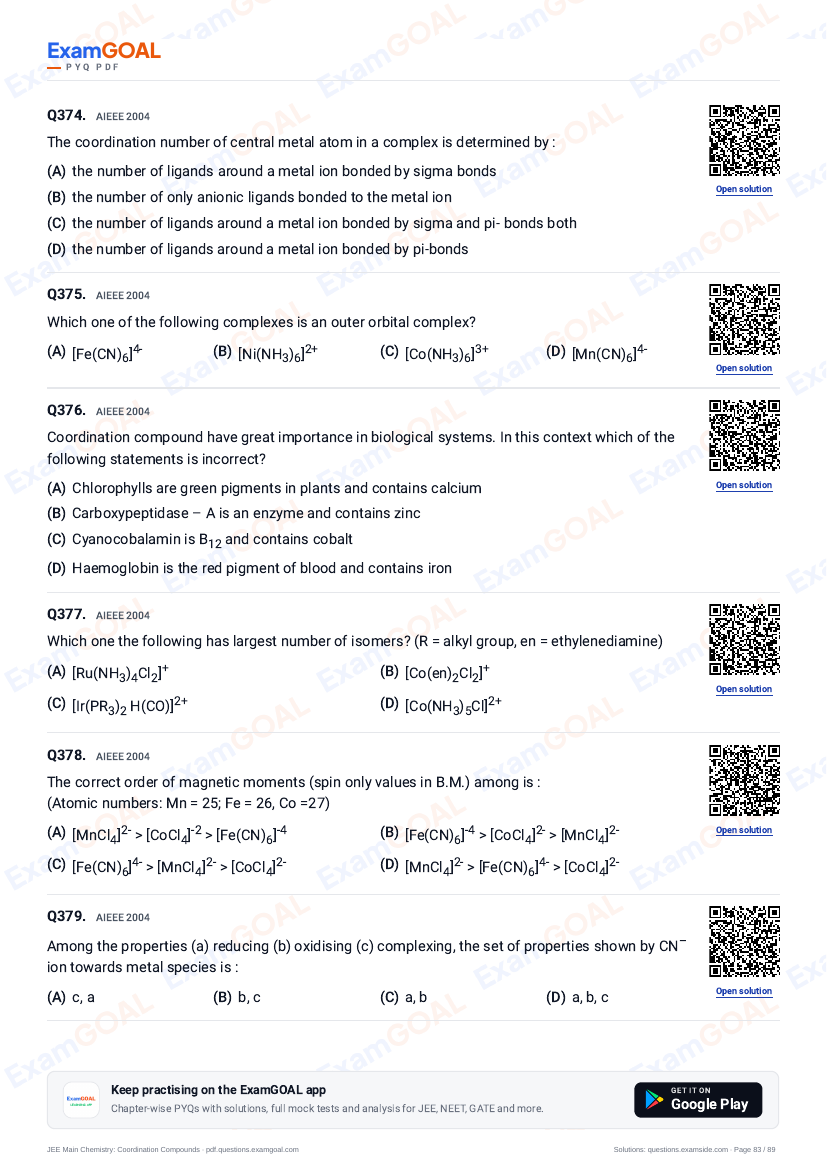 ExamGOAL
PYQ PDF
Q374. AIEEE 2004
The coordination number of central metal atom in a complex is determined by :
(A) the number of ligands around a metal ion bonded by sigma bonds
(B) the number of only anionic ligands bonded to the metal ion
(C) the number of ligands around a metal ion bonded by sigma and pi- bonds both
(D) the number of ligands around a metal ion bonded by pi-bonds
Open solution
Q375. AIEEE 2004
Which one of the following complexes is an outer orbital complex?
(A) [Fe(CN)6]4- (B) [Ni(NH3)6]2+ (C) [Co(NH3)6]3+ (D) [Mn(CN)6]4-
Open solution
Q376. AIEEE 2004
Coordination compound have great importance in biological systems. In this context which of the
following statements is incorrect?
(A) Chlorophylls are green pigments in plants and contains calcium
(B) Carboxypeptidase – A is an enzyme and contains zinc
(C) Cyanocobalamin is B12 and contains cobalt
(D) Haemoglobin is the red pigment of blood and contains iron
Open solution
Q377. AIEEE 2004
Which one the following has largest number of isomers? (R = alkyl group, en = ethylenediamine)
(A) [Ru(NH3)4Cl2]+ (B) [Co(en)2Cl2]+
(C) [Ir(PR3)2 H(CO)]2+ (D) [Co(NH3)5Cl]2+
Open solution
Q378. AIEEE 2004
The correct order of magnetic moments (spin only values in B.M.) among is :
(Atomic numbers: Mn = 25; Fe = 26, Co =27)
(A) [MnCl4]2- > [CoCl4]-2 > [Fe(CN)6]-4 (B) [Fe(CN)6]-4 > [CoCl4]2- > [MnCl4]2-
(C) [Fe(CN)6]4- > [MnCl4]2- > [CoCl4]2- (D) [MnCl4]2- > [Fe(CN)6]4- > [CoCl4]2-
Open solution
Q379. AIEEE 2004
Among the properties (a) reducing (b) oxidising (c) complexing, the set of properties shown by CN−
ion towards metal species is :
(A) c, a (B) b, c (C) a, b (D) a, b, c
Open solution
Keep practising on the ExamGOAL app
Chapter-wise PYQs with solutions, full mock tests and analysis for JEE, NEET, GATE and more.
GET IT ON
Google Play
JEE Main Chemistry: Coordination Compounds · pdf.questions.examgoal.com
Solutions: questions.examside.com · Page 83 / 89